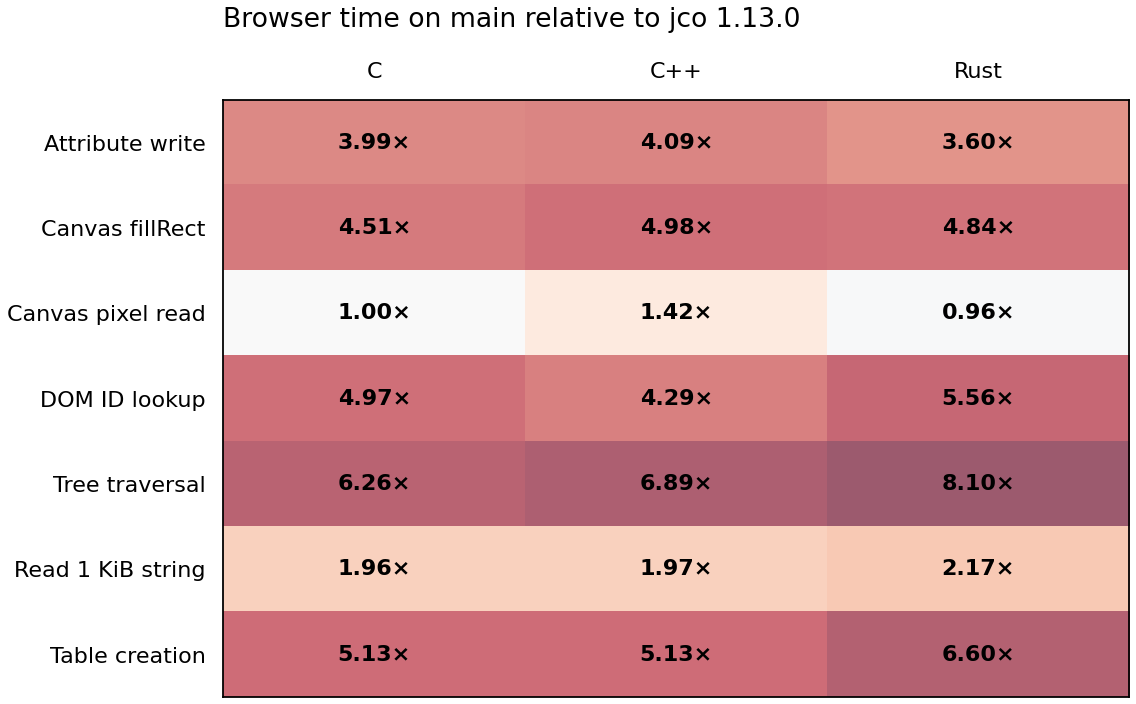 Browser time on main relative to jco 1.13.0
C C++ Rust
Attribute write 3.99× 4.09× 3.60×
Canvas fillRect 4.51× 4.98× 4.84×
Canvas pixel read 1.00× 1.42× 0.96×
DOM ID lookup 4.97× 4.29× 5.56×
Tree traversal 6.26× 6.89× 8.10×
Read 1 KiB string 1.96× 1.97× 2.17×
Table creation 5.13× 5.13× 6.60×